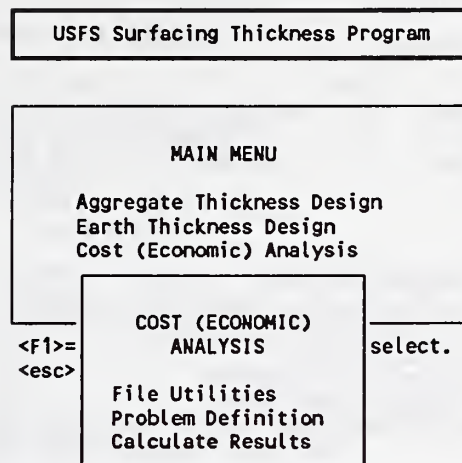 USFS Surfacing Thickness Program
MAIN MENU
Aggregate Thickness Design
Earth Thickness Design
Cost (Economic) Analysis
COST (ECONOMIC)
<F1>= ANALYSIS select.
<esc>
File Utilities
Problem Definition
Calculate Results